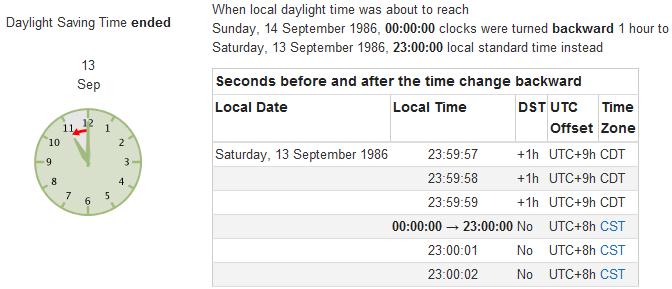 Daylight Saving Time ended
13
Sep
12
1
2
3
4
5
6
7
8
9
10
11
When local daylight time was about to reach
Sunday, 14 September 1986, 00:00:00 clocks were turned backward 1 hour to
Saturday, 13 September 1986, 23:00:00 local standard time instead
Seconds before and after the time change backward
Local Date Local Time DST UTC Offset Time Zone
Saturday, 13 September 1986 23:59:57 +1h UTC+9h CDT
23:59:58 +1h UTC+9h CDT
23:59:59 +1h UTC+9h CDT
00:00:00 → 23:00:00 No UTC+8h CST
23:00:01 No UTC+8h CST
23:00:02 No UTC+8h CST